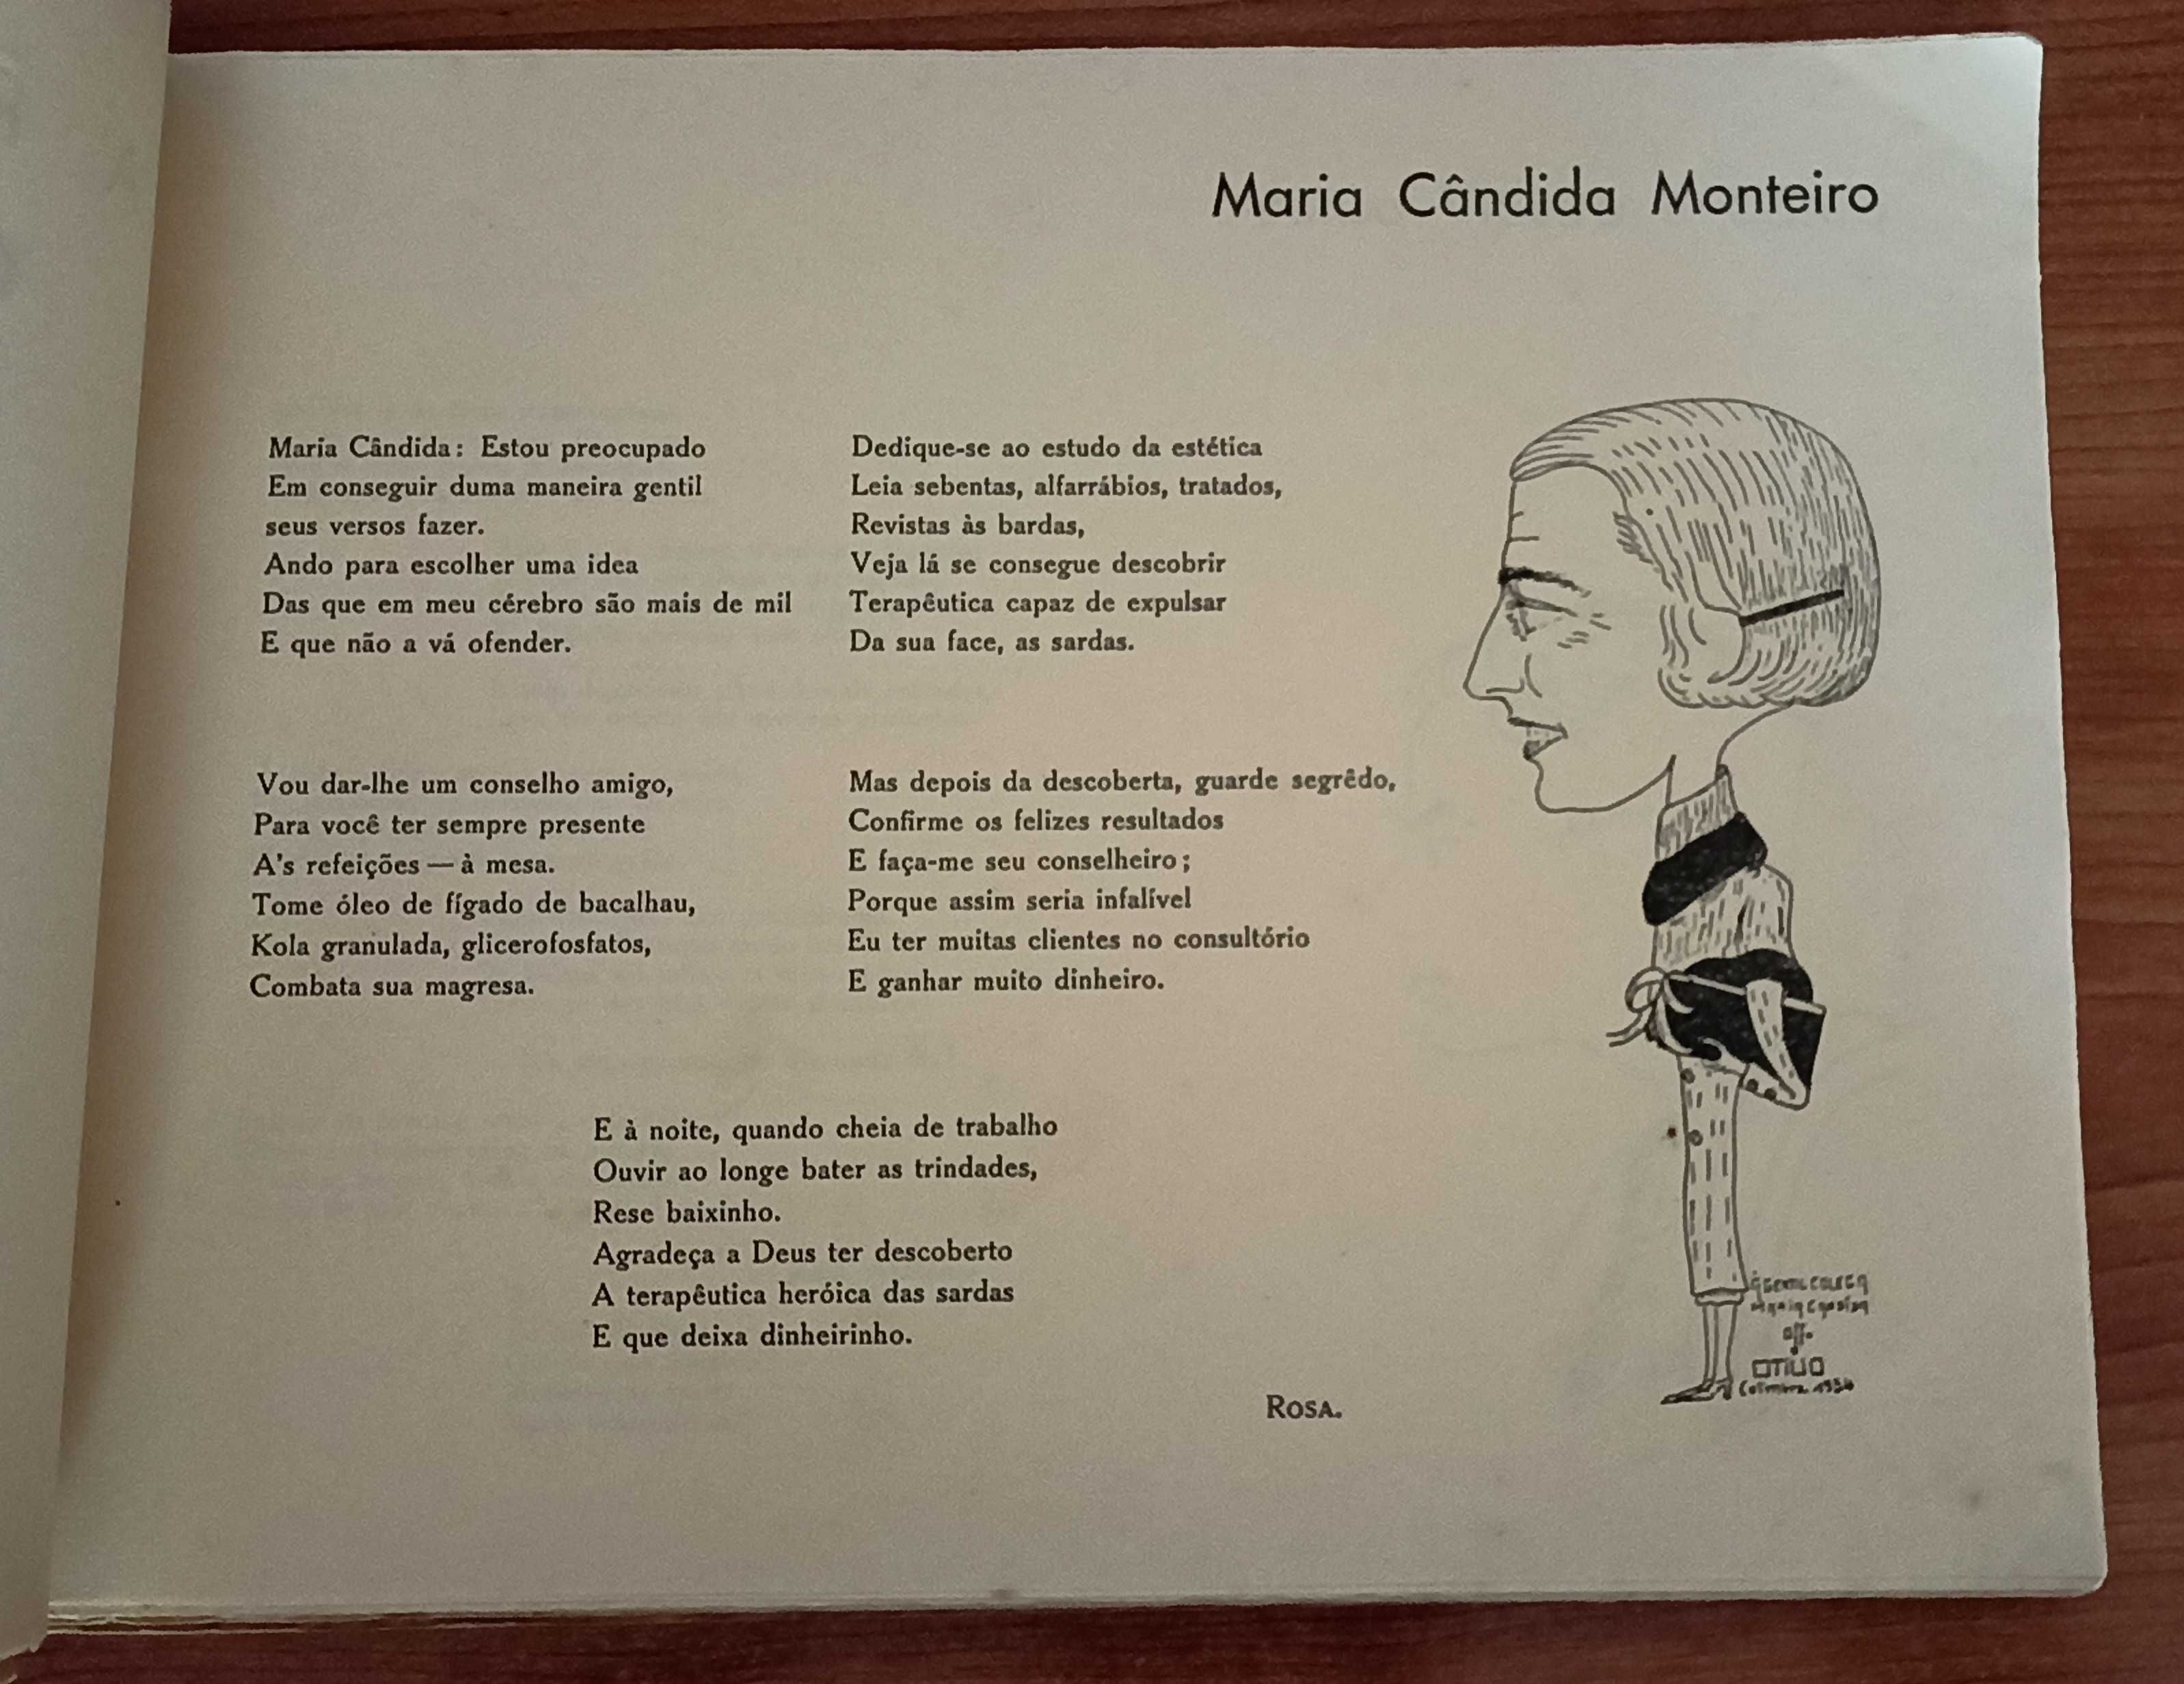 Maria Cândida Monteiro
Maria Cândida: Estou preocupado
Em conseguir duma maneira gentil
seus versos fazer.
Ando para escolher uma idea
Das que em meu cérebro são mais de mil
E que não a vá ofender.
Vou dar-lhe um conselho amigo,
Para você ter sempre presente
A's refeições — à mesa.
Tome óleo de fígado de bacalhau,
Kola granulada, glicerofosfatos,
Combata sua magresa.
Dedique-se ao estudo da estética
Leia sebentas, alfarrábios, tratados,
Revistas às bardas,
Veja lá se consegue descobrir
Terapêutica capaz de expulsar
Da sua face, as sardas.
Mas depois da descoberta, guarde segrêdo,
Confirme os felizes resultados
E faça-me seu conselheiro;
Porque assim seria infalível
Eu ter muitas clientes no consultório
E ganhar muito dinheiro.
E à noite, quando cheia de trabalho
Ouvir ao longe bater as trindades,
Rese baixinho.
Agradeça a Deus ter descoberto
A terapêutica heróica das sardas
E que deixa dinheirinho.
ROSA.
À GENTIL COLEGA
off.
OTILIO
Coimbra 1934